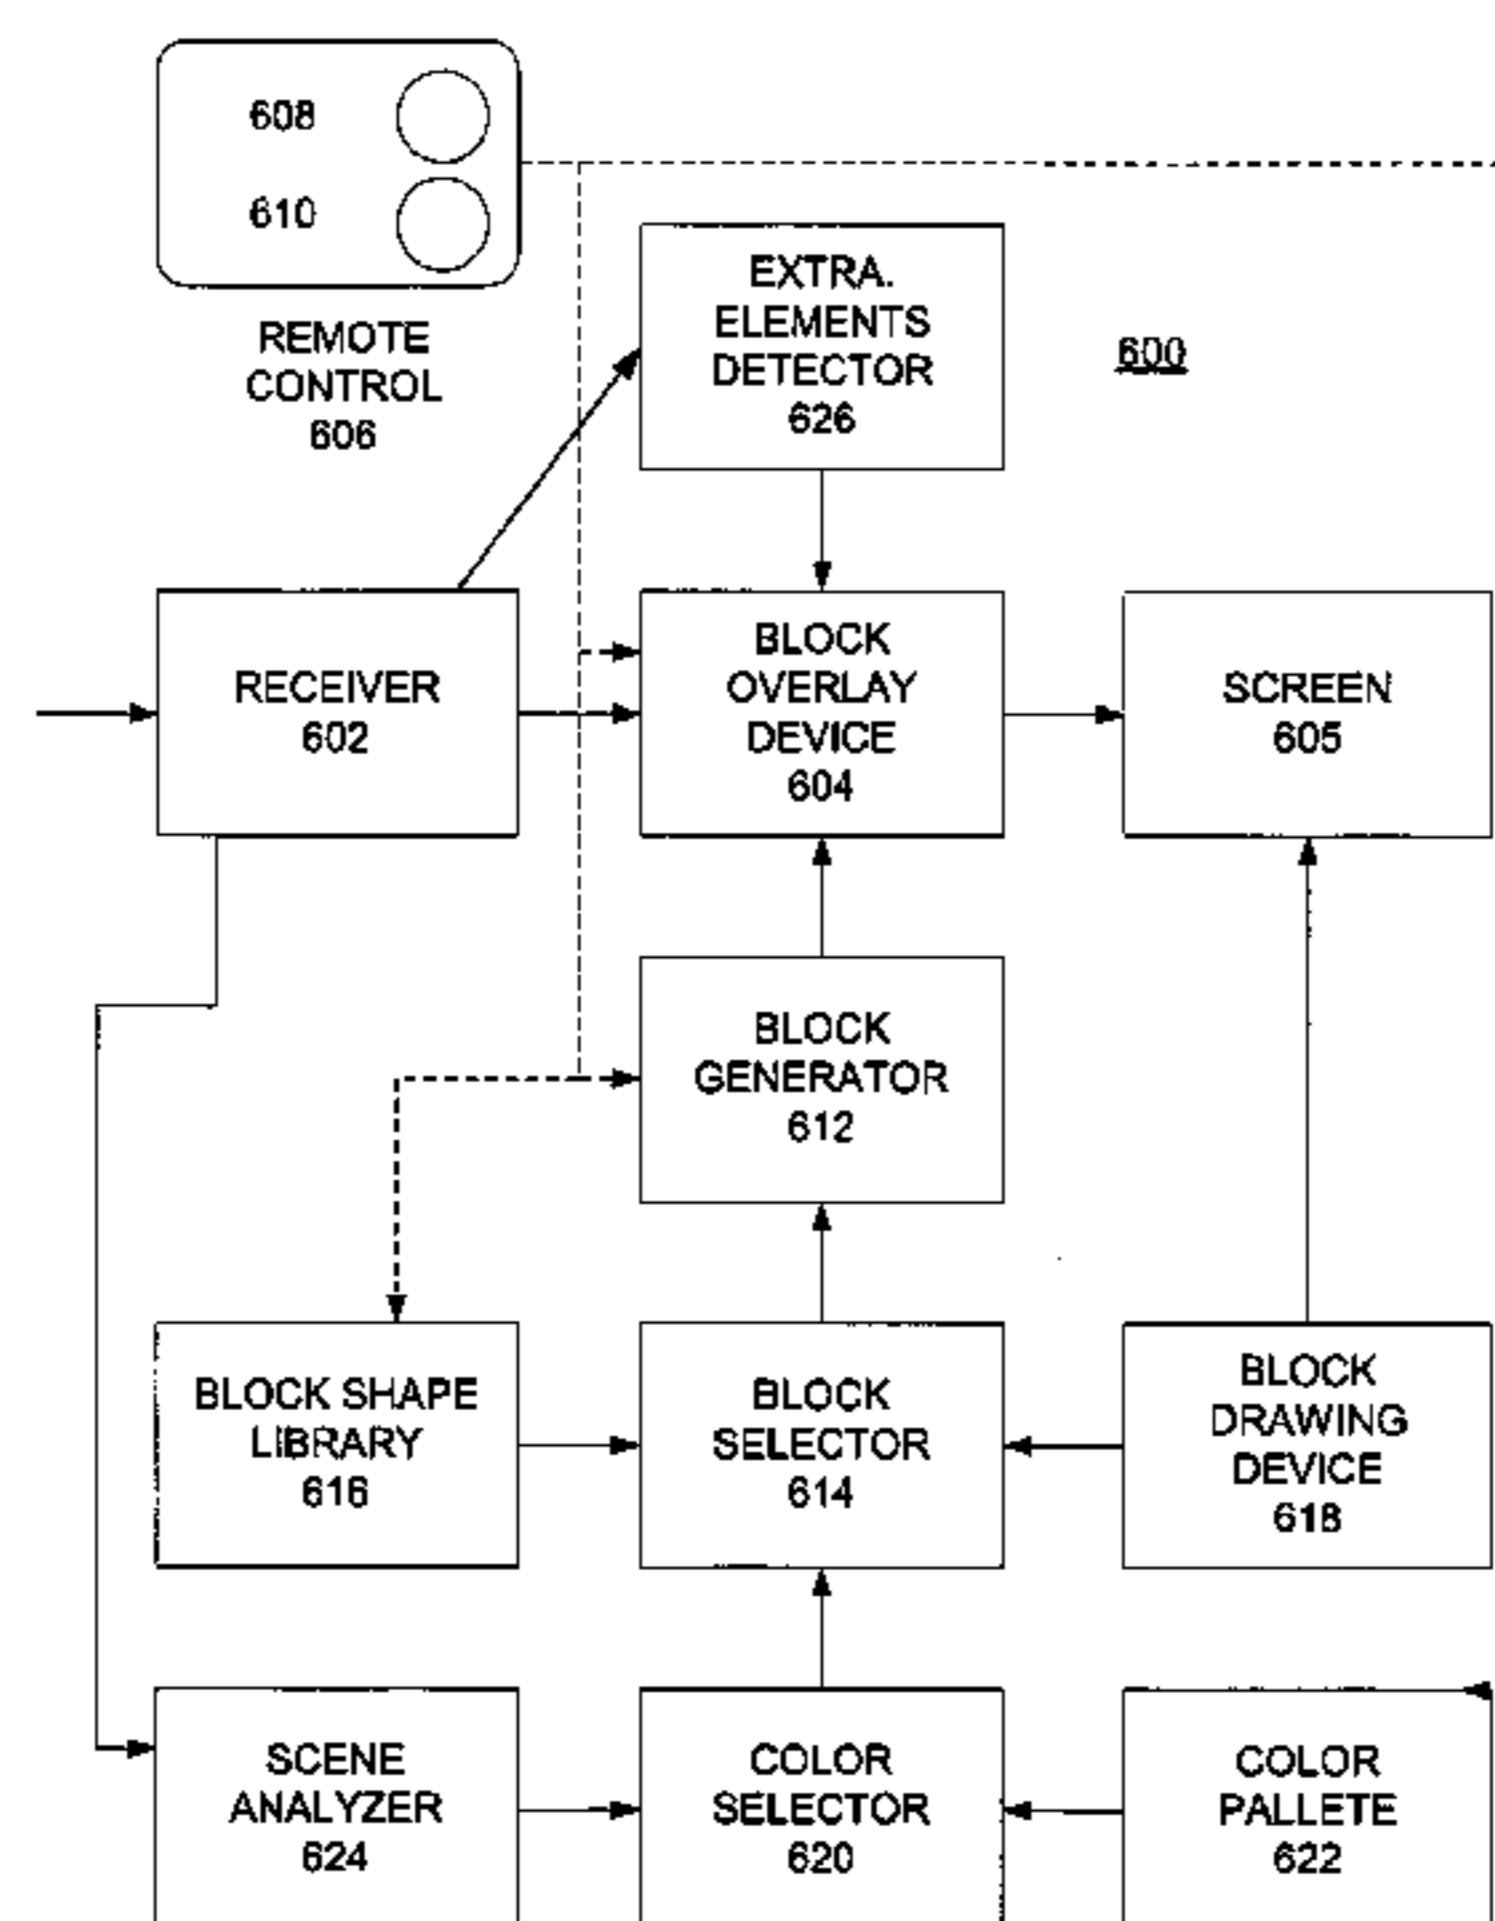 608
610
REMOTE
CONTROL
606
EXTRA.
ELEMENTS
DETECTOR
626
600
RECEIVER
602
BLOCK
OVERLAY
DEVICE
604
SCREEN
605
BLOCK
GENERATOR
612
BLOCK SHAPE
LIBRARY
616
BLOCK
SELECTOR
614
BLOCK
DRAWING
DEVICE
618
SCENE
ANALYZER
624
COLOR
SELECTOR
620
COLOR
PALLETE
622